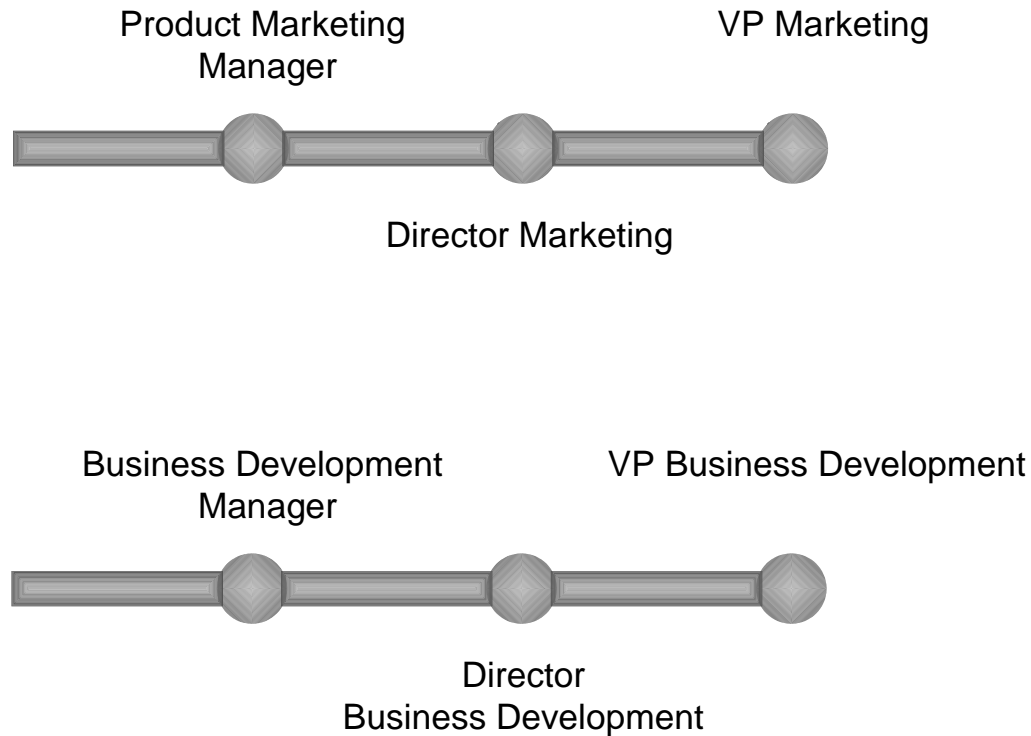 Product Marketing
Manager
VP Marketing
Director Marketing
Business Development
Manager
VP Business Development
Director
Business Development